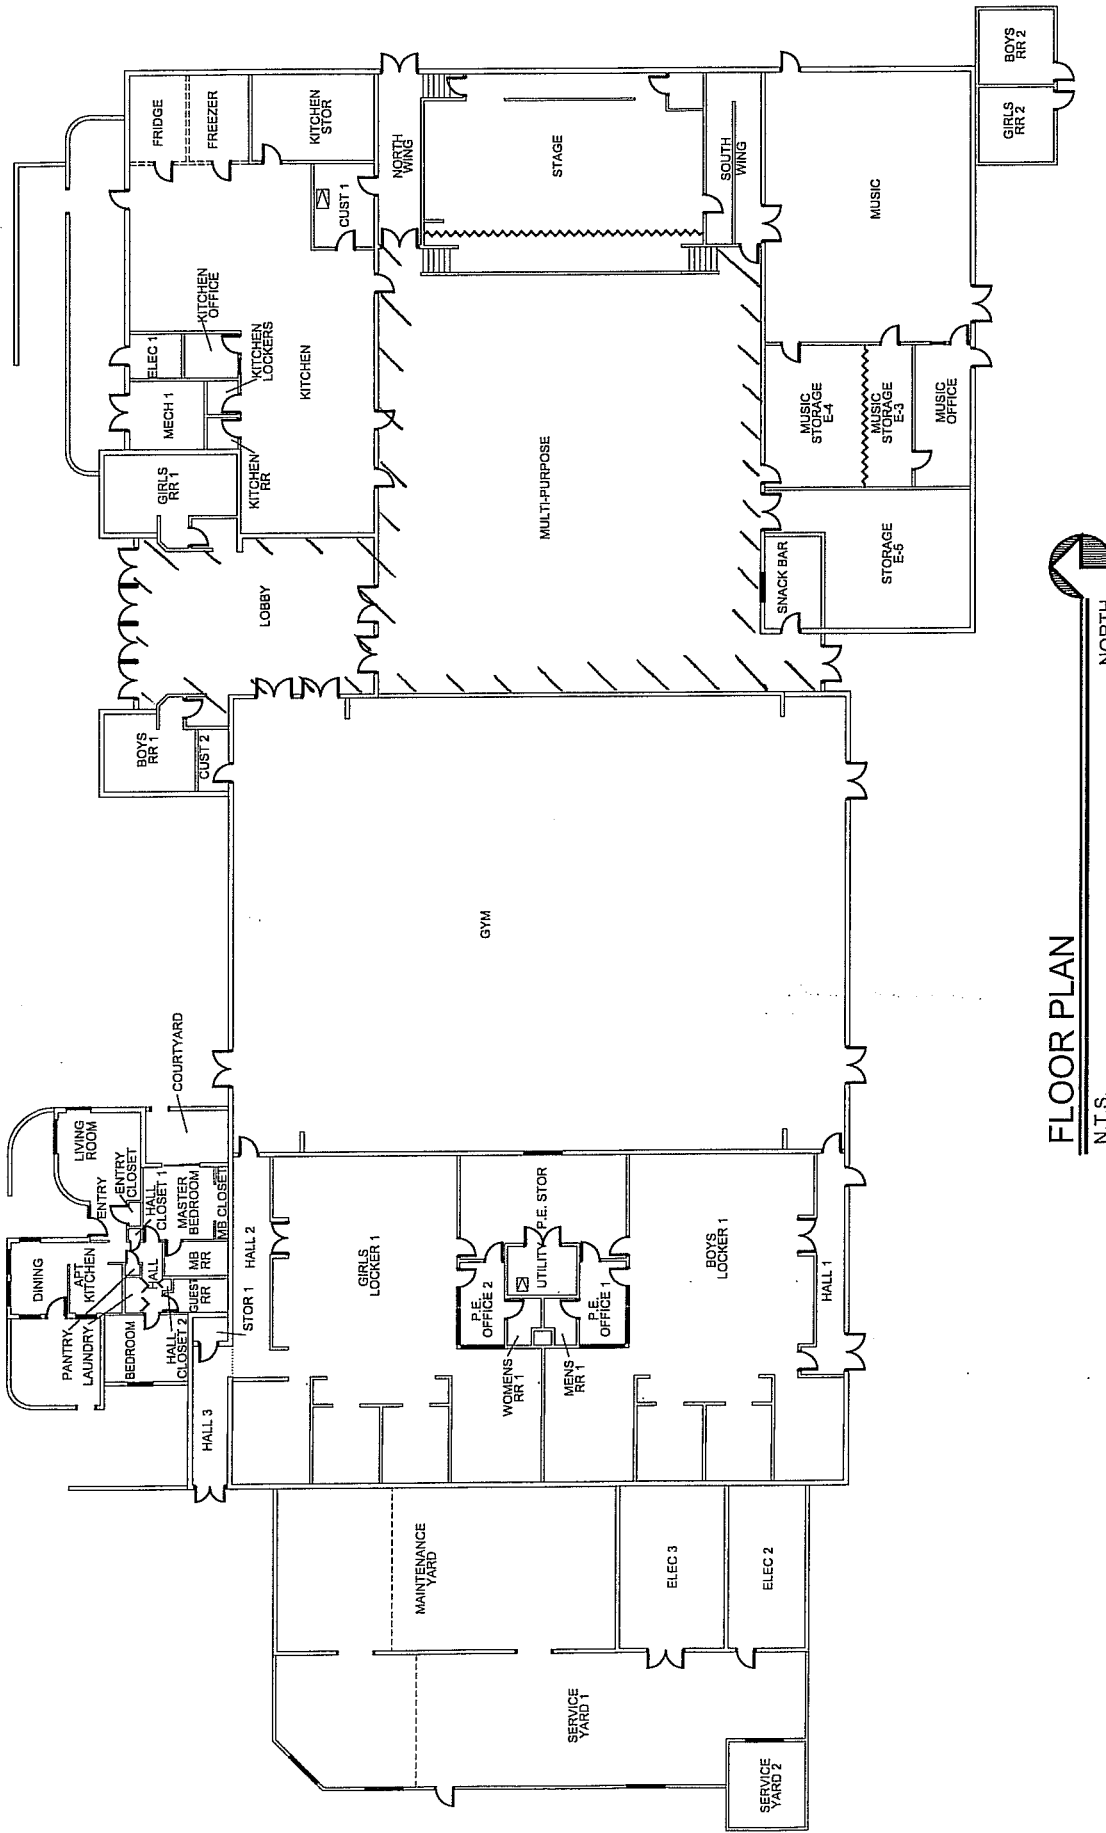 BOYS
RR 2
GIRLS
RR 2
FRIDGE
FREEZER
KITCHEN
STOR
NORTH
WING
STAGE
SOUTH
WING
MUSIC
CUST 1
KITCHEN
OFFICE
ELEC 1
KITCHEN
LOCKERS
MECH 1
KITCHEN
KITCHEN
RR
GIRLS
RR 1
MULTI-PURPOSE
MUSIC
STORAGE
E-4
MUSIC
STORAGE
E-3
MUSIC
OFFICE
STORAGE
E-5
SNACK BAR
LOBBY
BOYS
RR 1
CUST 2
GYM
COURTYARD
LIVING
ROOM
ENTRY
ENTRY
CLOSET
HALL
CLOSET 1
MASTER
BEDROOM
MB CLOSET
DINING
APT
KITCHEN
HALL
MB
RR
GUEST
RR
PANTRY
LAUNDRY
BEDROOM
HALL
CLOSET 2
STOR 1
HALL 2
HALL 3
GIRLS
LOCKER 1
P.E. STOR
UTILITY
P.E.
OFFICE 2
P.E.
OFFICE 1
WOMENS
RR 1
MENS
RR 1
BOYS
LOCKER 1
HALL 1
MAINTENANCE
YARD
ELEC 3
ELEC 2
SERVICE
YARD 1
SERVICE
YARD 2
FLOOR PLAN
N.T.S.
NORTH